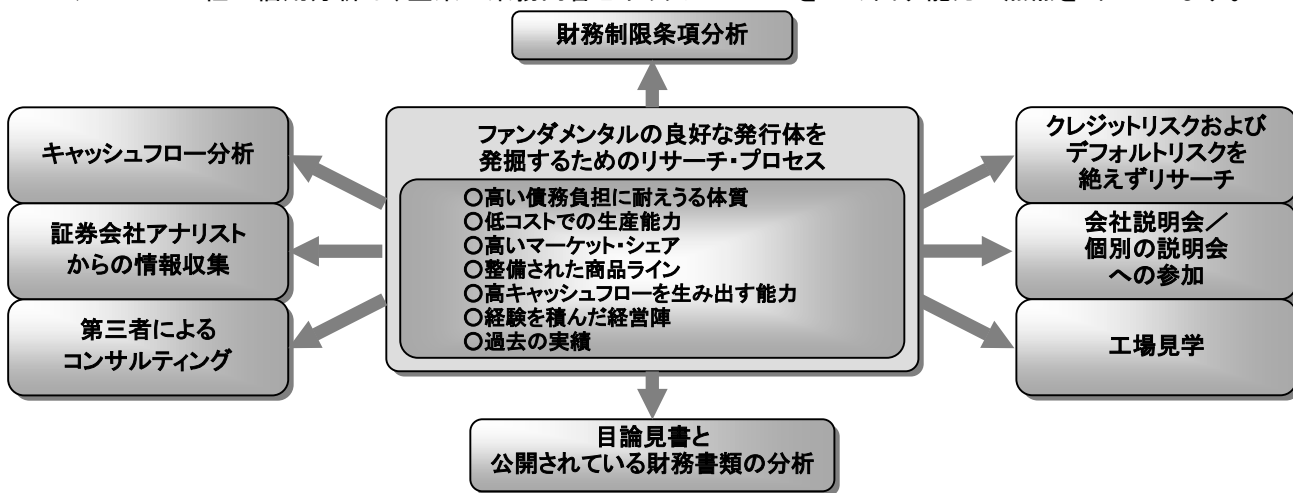 財務制限条項分析
キャッシュフロー分析
証券会社アナリスト
からの情報収集
第三者による
コンサルティング
ファンダメンタルの良好な発行体を
発掘するためのリサーチ・プロセス
○高い債務負担に耐えうる体質
○低コストでの生産能力
○高いマーケット・シェア
○整備された商品ライン
○高キャッシュフローを生み出す能力
○経験を積んだ経営陣
○過去の実績
クレジットリスクおよび
デフォルトリスクを
絶えずリサーチ
会社説明会／
個別の説明会
への参加
工場見学
目論見書と
公開されている財務書類の分析